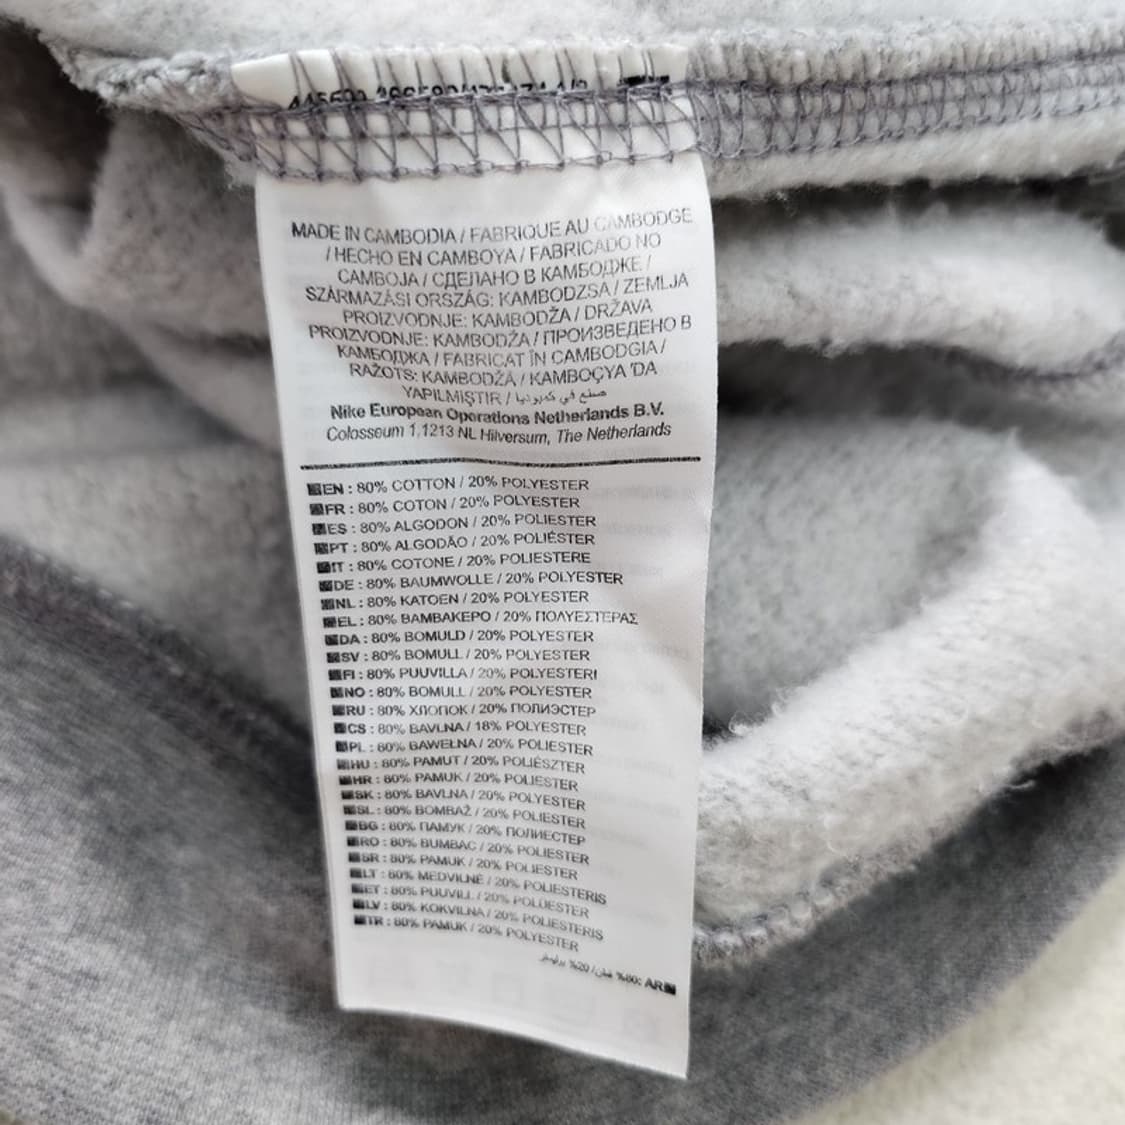 MADE IN CAMBODIA / FABRIQUE AU CAMBODGE
/ HECHO EN CAMBOYA / FABRICADO NO
CAMBOJA / СДЕЛАНО В КАМБОДЖЕ /
SZÁRMAZÁSI ORSZÁG: KAMBODZSA / ZEMLJA
PROIZVODNJE: KAMBODŽA / DRŽAVA
PROIZVODNJE: KAMBODŽA / ПРОИЗВЕДЕНО В
КАМБОДЖА / FABRICAT ÎN CAMBODGIA /
RAŽOTS: KAMBODŽĀ / KAMBOÇYA 'DA
YAPILMIŞTIR / صنع في كمبوديا
Nike European Operations Netherlands B.V.
Colosseum 1,1213 NL Hilversum, The Netherlands
EN : 80% COTTON / 20% POLYESTER
FR : 80% COTON / 20% POLYESTER
ES : 80% ALGODON / 20% POLIESTER
PT : 80% ALGODÃO / 20% POLIÉSTER
IT : 80% COTONE / 20% POLIESTERE
DE : 80% BAUMWOLLE / 20% POLYESTER
NL : 80% KATOEN / 20% POLYESTER
EL : 80% ΒΑΜΒΑΚΕΡΟ / 20% ΠΟΛΥΕΣΤΕΡΑΣ
DA : 80% BOMULD / 20% POLYESTER
SV : 80% BOMULL / 20% POLYESTER
FI : 80% PUUVILLA / 20% POLYESTERI
NO : 80% BOMULL / 20% POLYESTER
RU : 80% ХЛОПОК / 20% ПОЛИЭСТЕР
CS : 80% BAVLNA / 18% POLYESTER
PL : 80% BAWEŁNA / 20% POLIESTER
HU : 80% PAMUT / 20% POLIÉSZTER
HR : 80% PAMUK / 20% POLIESTER
SK : 80% BAVLNA / 20% POLYESTER
SL : 80% BOMBAŽ / 20% POLIESTER
BG : 80% ПАМУК / 20% ПОЛИЕСТЕР
RO : 80% BUMBAC / 20% POLIESTER
SR : 80% PAMUK / 20% POLIESTER
LT : 80% MEDVILNĖ / 20% POLIESTERIS
ET : 80% PUUVILL / 20% POLÜESTER
LV : 80% KOKVILNA / 20% POLIESTERIS
TR : 80% PAMUK / 20% POLYESTER
AR :80% قطن / 20%